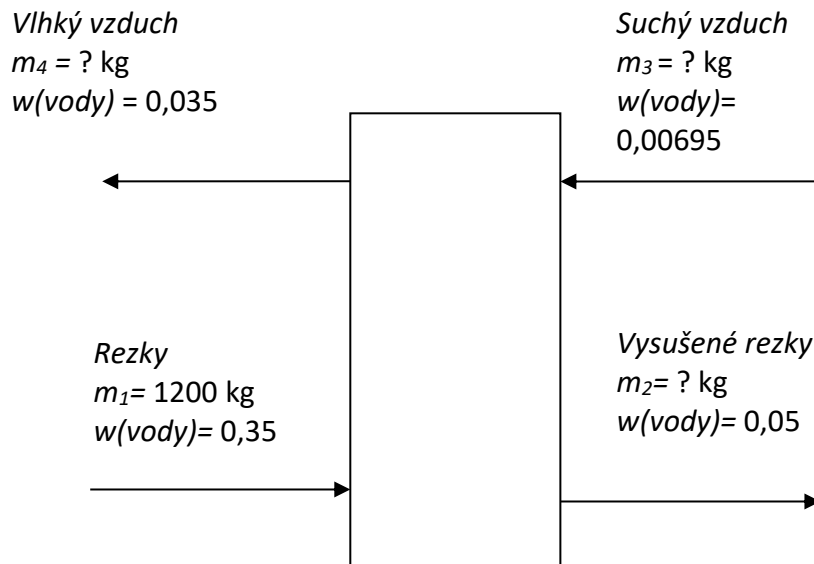 Vlhký vzduch
m4 = ? kg
w(vody) = 0,035
Suchý vzduch
m3 = ? kg
w(vody)=
0,00695
Rezky
m1= 1200 kg
w(vody)= 0,35
Vysušené rezky
m2= ? kg
w(vody)= 0,05